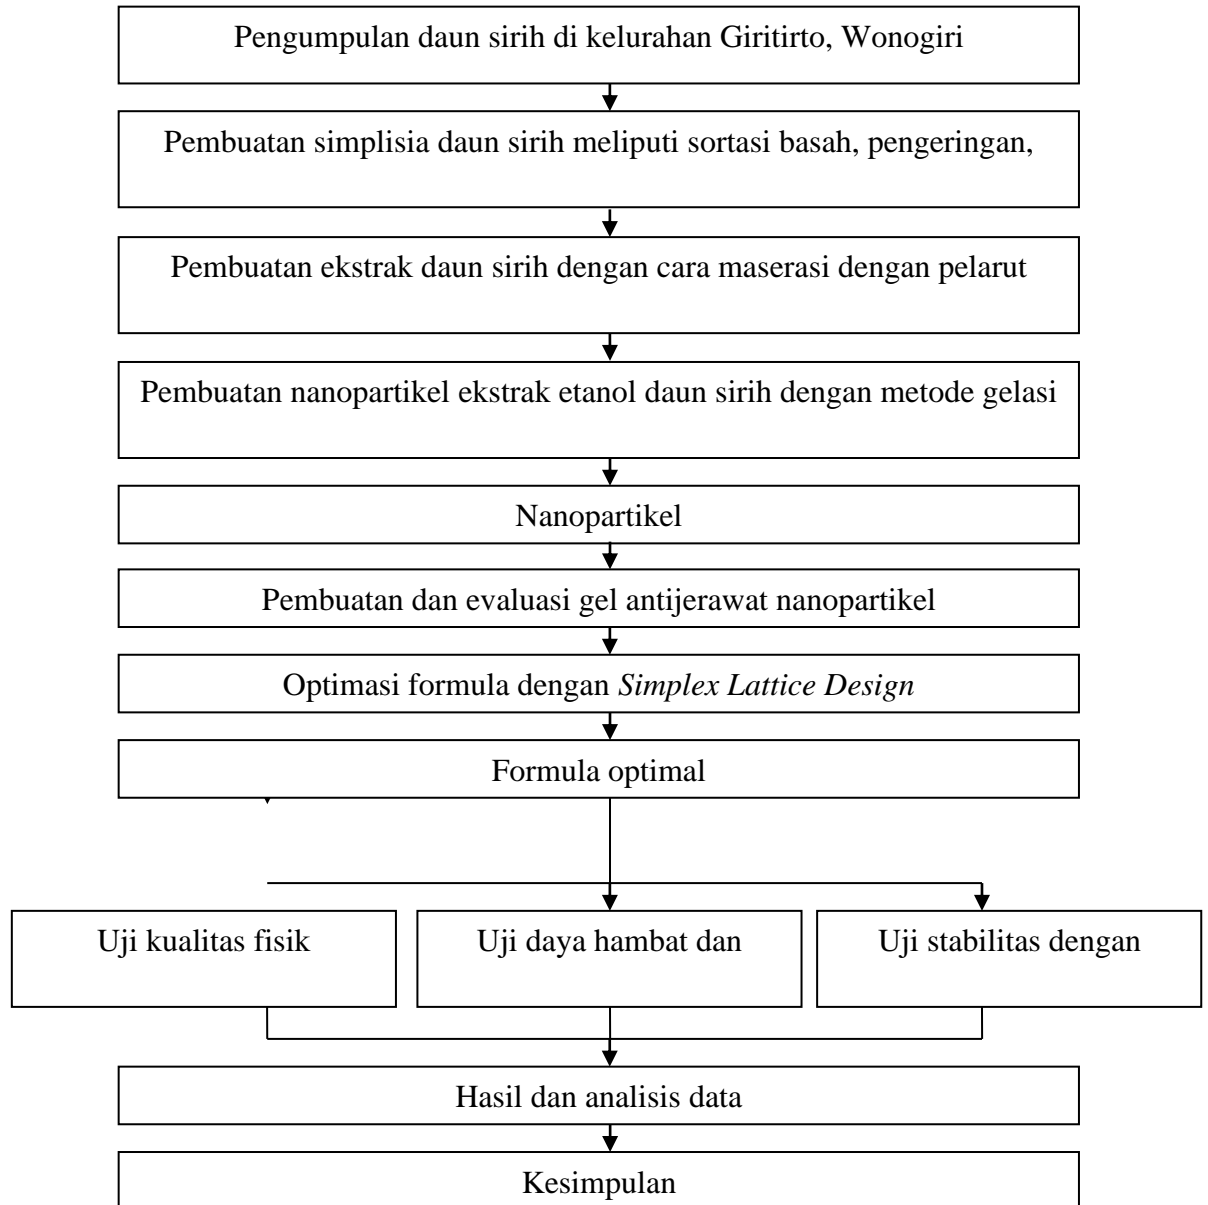 Pengumpulan daun sirih di kelurahan Giritirto, Wonogiri
Pembuatan simplisia daun sirih meliputi sortasi basah, pengeringan,
Pembuatan ekstrak daun sirih dengan cara maserasi dengan pelarut
Pembuatan nanopartikel ekstrak etanol daun sirih dengan metode gelasi
Nanopartikel
Pembuatan dan evaluasi gel antijerawat nanopartikel
Optimasi formula dengan Simplex Lattice Design
Formula optimal
Uji kualitas fisik
Uji daya hambat dan
Uji stabilitas dengan
Hasil dan analisis data
Kesimpulan